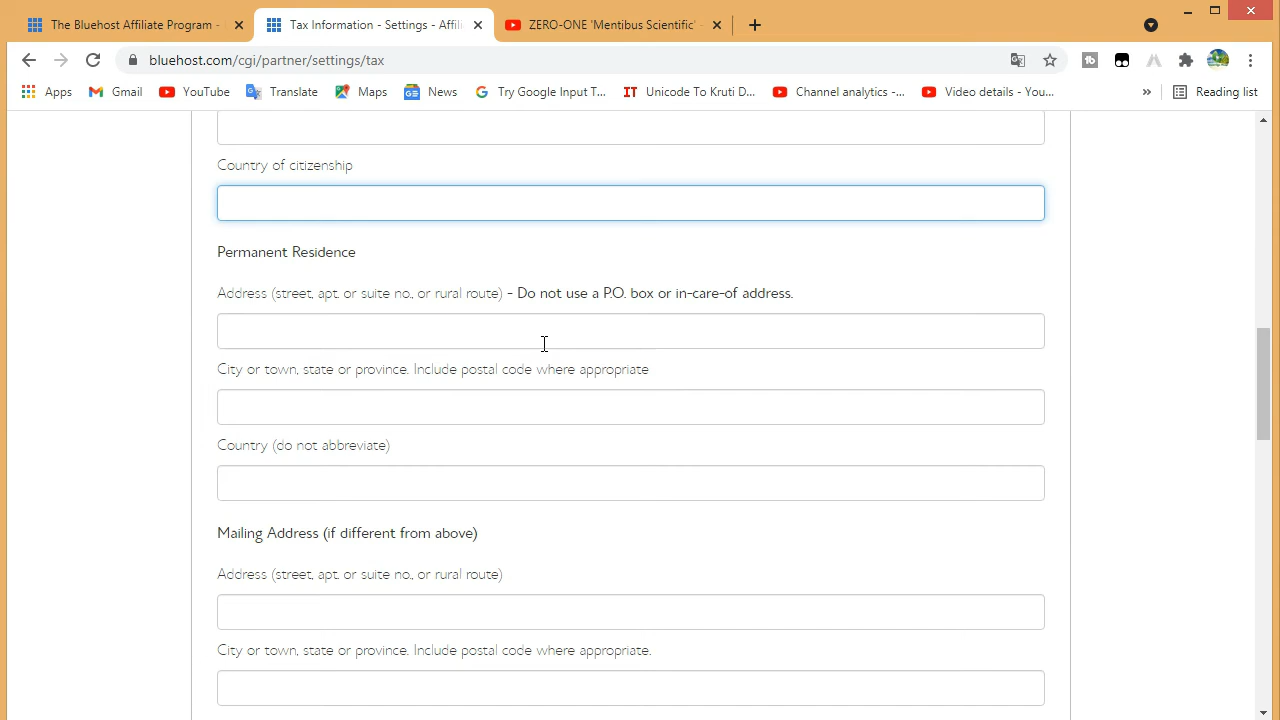 The Bluehost Affiliate Program -
Tax Information - Settings - Affili
ZERO-ONE 'Mentibus Scientific' -
bluehost.com/cgi/partner/settings/tax
Apps
Gmail
YouTube
Translate
Maps
News
Try Google Input T...
Unicode To Kruti D...
Channel analytics -...
Video details - You...
»
Reading list
Country of citizenship
Permanent Residence
Address (street, apt. or suite no., or rural route) - Do not use a P.O. box or in-care-of address.
City or town, state or province. Include postal code where appropriate
Country (do not abbreviate)
Mailing Address (if different from above)
Address (street, apt. or suite no., or rural route)
City or town, state or province. Include postal code where appropriate.